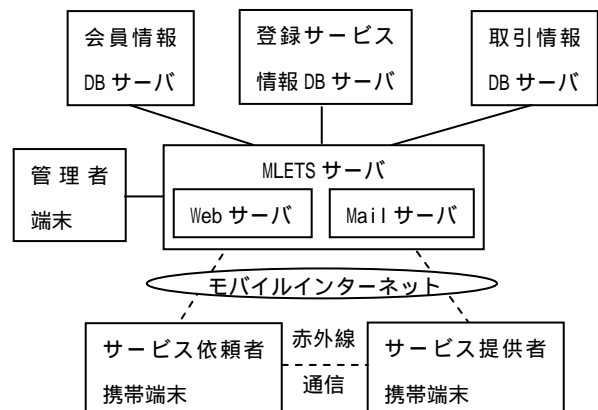 会員情報
DB サーバ
登録サービス
情報 DB サーバ
取引情報
DB サーバ
管理者
端末
MLETS サーバ
Web サーバ
Mail サーバ
モバイルインターネット
サービス依頼者
携帯端末
赤外線
通信
サービス提供者
携帯端末